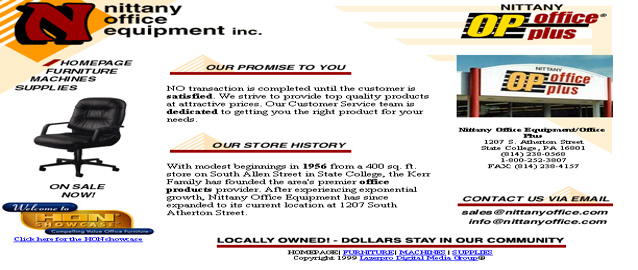 nittany
office
equipment inc.
NITTANY
OP office
plus
HOMEPAGE
FURNITURE
MACHINES
SUPPLIES
ON SALE
NOW!
Welcome to
HON
SHOWCASE
Compelling Value Office Furniture
Click here for the HON showcase
OUR PROMISE TO YOU
NO transaction is completed until the customer is
satisfied. We strive to provide top quality products
at attractive prices. Our Customer Service team is
dedicated to getting you the right product for your
needs.
OUR STORE HISTORY
With modest beginnings in 1956 from a 400 sq. ft.
store on South Allen Street in State College, the Kerr
Family has founded the area's premier office
products provider. After experiencing exponential
growth, Nittany Office Equipment has since
expanded to its current location at 1207 South
Atherton Street.
NITTANY
OP office
plus
Nittany Office Equipment/Office
Plus
1207 S. Atherton Street
State College, PA 16801
(814) 238-0568
1-800-252-3807
FAX: (814) 238-4157
CONTACT US VIA EMAIL
sales@nittanyoffice.com
info@nittanyoffice.com
LOCALLY OWNED! - DOLLARS STAY IN OUR COMMUNITY
HOMEPAGE| FURNITURE| MACHINES | SUPPLIES
Copyright 1999 Lazerpro Digital Media Group®